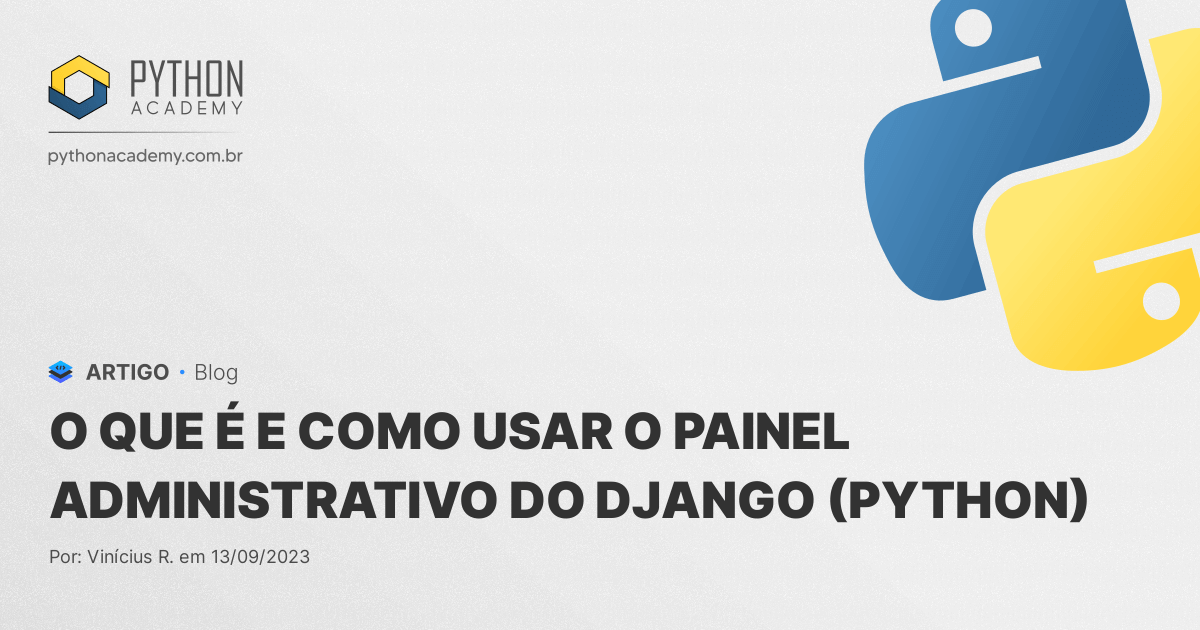 PYTHON
ACADEMY
pythonacademy.com.br
ARTIGO • Blog
O QUE É E COMO USAR O PAINEL
ADMINISTRATIVO DO DJANGO (PYTHON)
Por: Vinícius R. em 13/09/2023